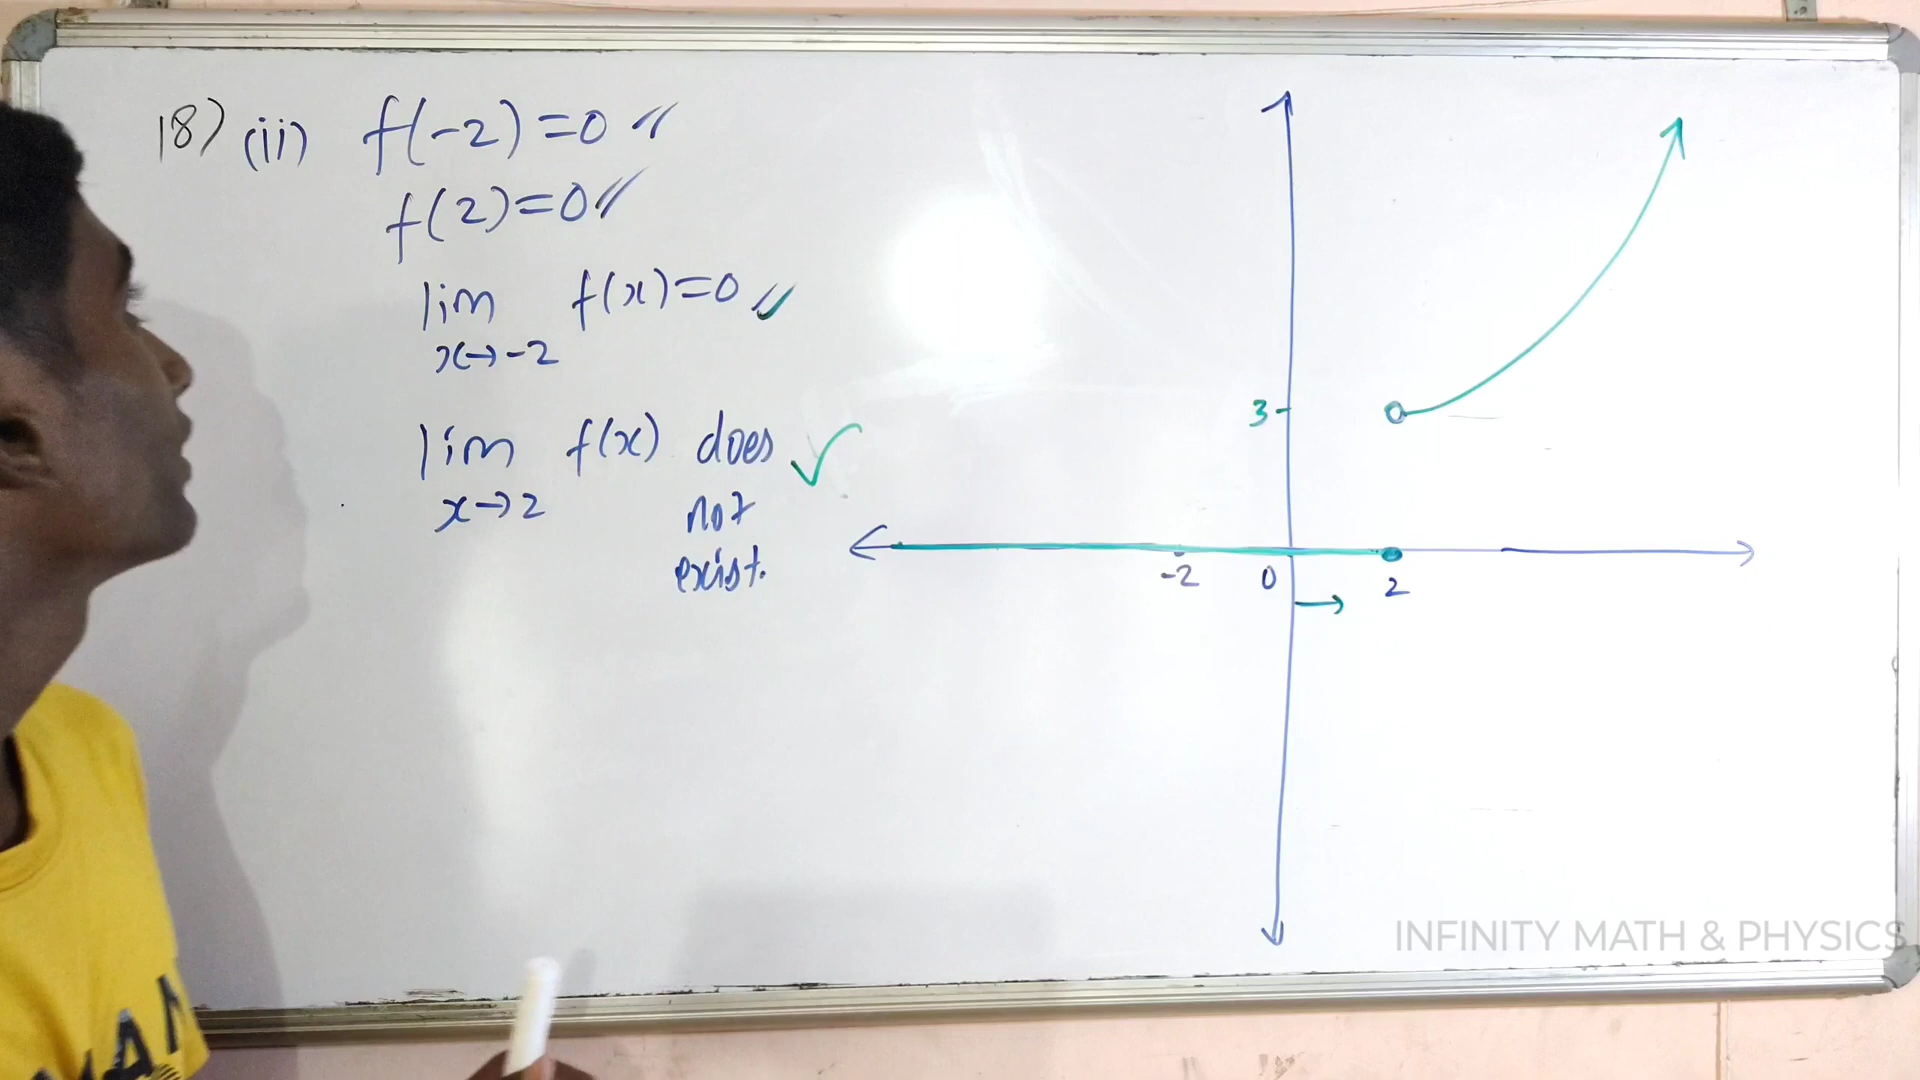 18) (ii) f(-2)=0
f(2)=0
lim f(x)=0
x→-2
lim f(x) does
x→2 not
exist.
3
-2 0 2
INFINITY MATH & PHYSICS